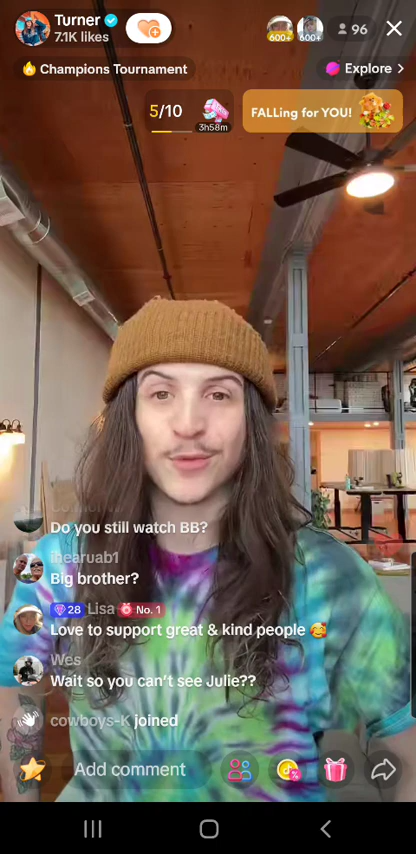 Turner
7.1K likes
600+
600+
96
Champions Tournament
Explore
5/10
3h58m
FALLing for YOU!
Do you still watch BB?
ihearuab1
Big brother?
28 Lisa No. 1
Love to support great & kind people 🥰
Wes
Wait so you can't see Julie??
cowboys-K joined
Add comment